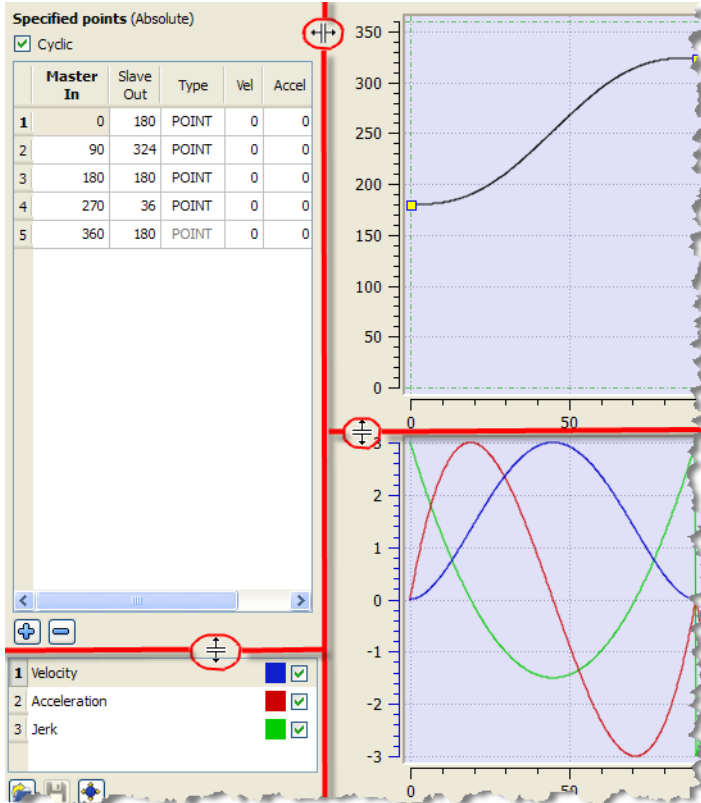 Specified points (Absolute)
Cyclic
Master In Slave Out Type Vel Accel
1 0 180 POINT 0 0
2 90 324 POINT 0 0
3 180 180 POINT 0 0
4 270 36 POINT 0 0
5 360 180 POINT 0 0
1 Velocity
2 Acceleration
3 Jerk
350
300
250
200
150
100
50
0
0 50
3
2
1
0
-1
-2
-3
0 50